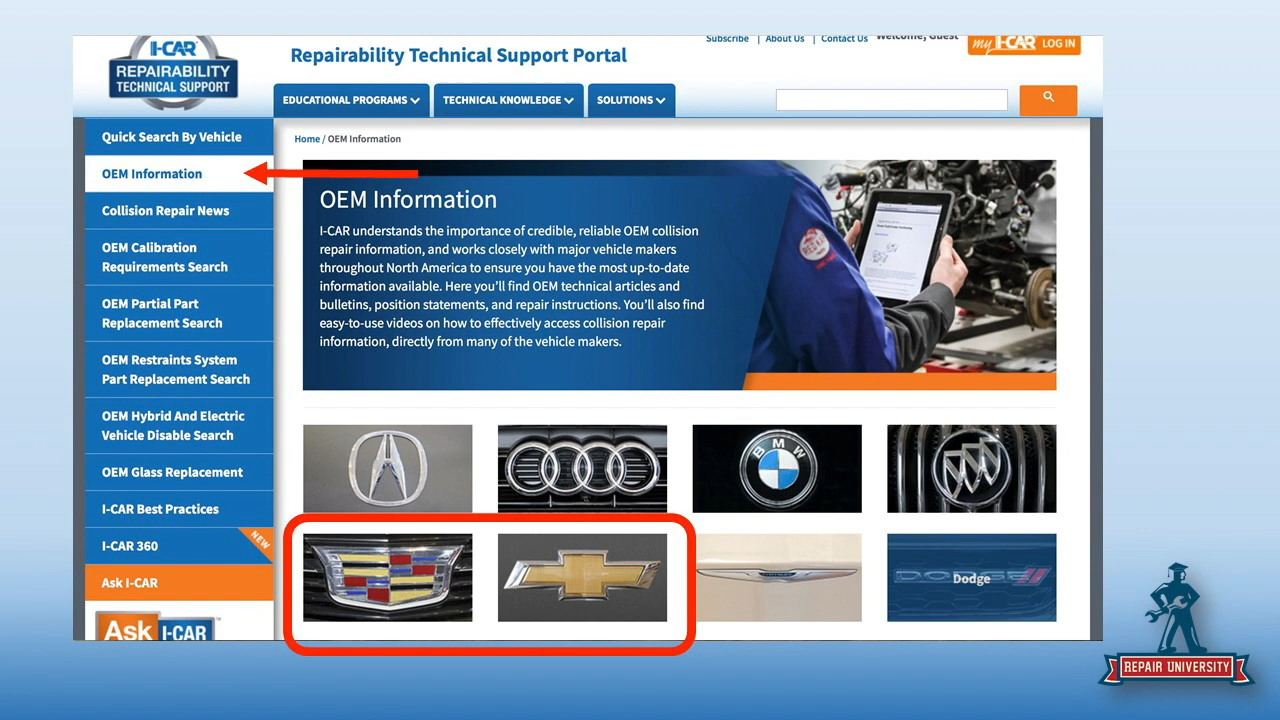 I-CAR
REPAIRABILITY
TECHNICAL SUPPORT
Repairability Technical Support Portal
Subscribe | About Us | Contact Us Welcome, Guest
my I-CAR LOG IN
EDUCATIONAL PROGRAMS
TECHNICAL KNOWLEDGE
SOLUTIONS
Quick Search By Vehicle
OEM Information
Collision Repair News
OEM Calibration
Requirements Search
OEM Partial Part
Replacement Search
OEM Restraints System
Part Replacement Search
OEM Hybrid And Electric
Vehicle Disable Search
OEM Glass Replacement
I-CAR Best Practices
I-CAR 360
NEW
Ask I-CAR
Ask I-CAR
Home / OEM Information
OEM Information
I-CAR understands the importance of credible, reliable OEM collision
repair information, and works closely with major vehicle makers
throughout North America to ensure you have the most up-to-date
information available. Here you'll find OEM technical articles and
bulletins, position statements, and repair instructions. You'll also find
easy-to-use videos on how to effectively access collision repair
information, directly from many of the vehicle makers.
BMW
DODGE
Dodge
REPAIR UNIVERSITY